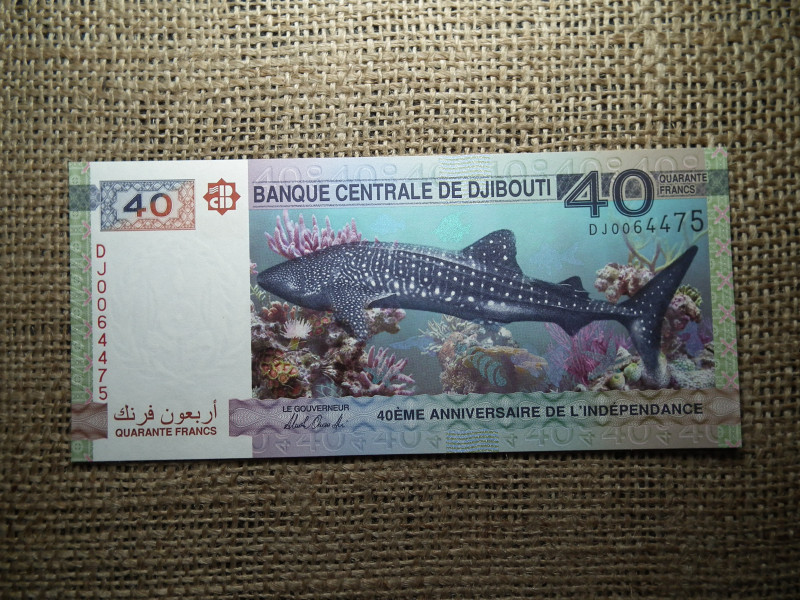 40
BANQUE CENTRALE DE DJIBOUTI
40
QUARANTE
FRANCS
DJ0064475
DJ0064475
أربعون فرنك
QUARANTE FRANCS
LE GOUVERNEUR
40ÈME ANNIVERSAIRE DE L'INDÉPENDANCE